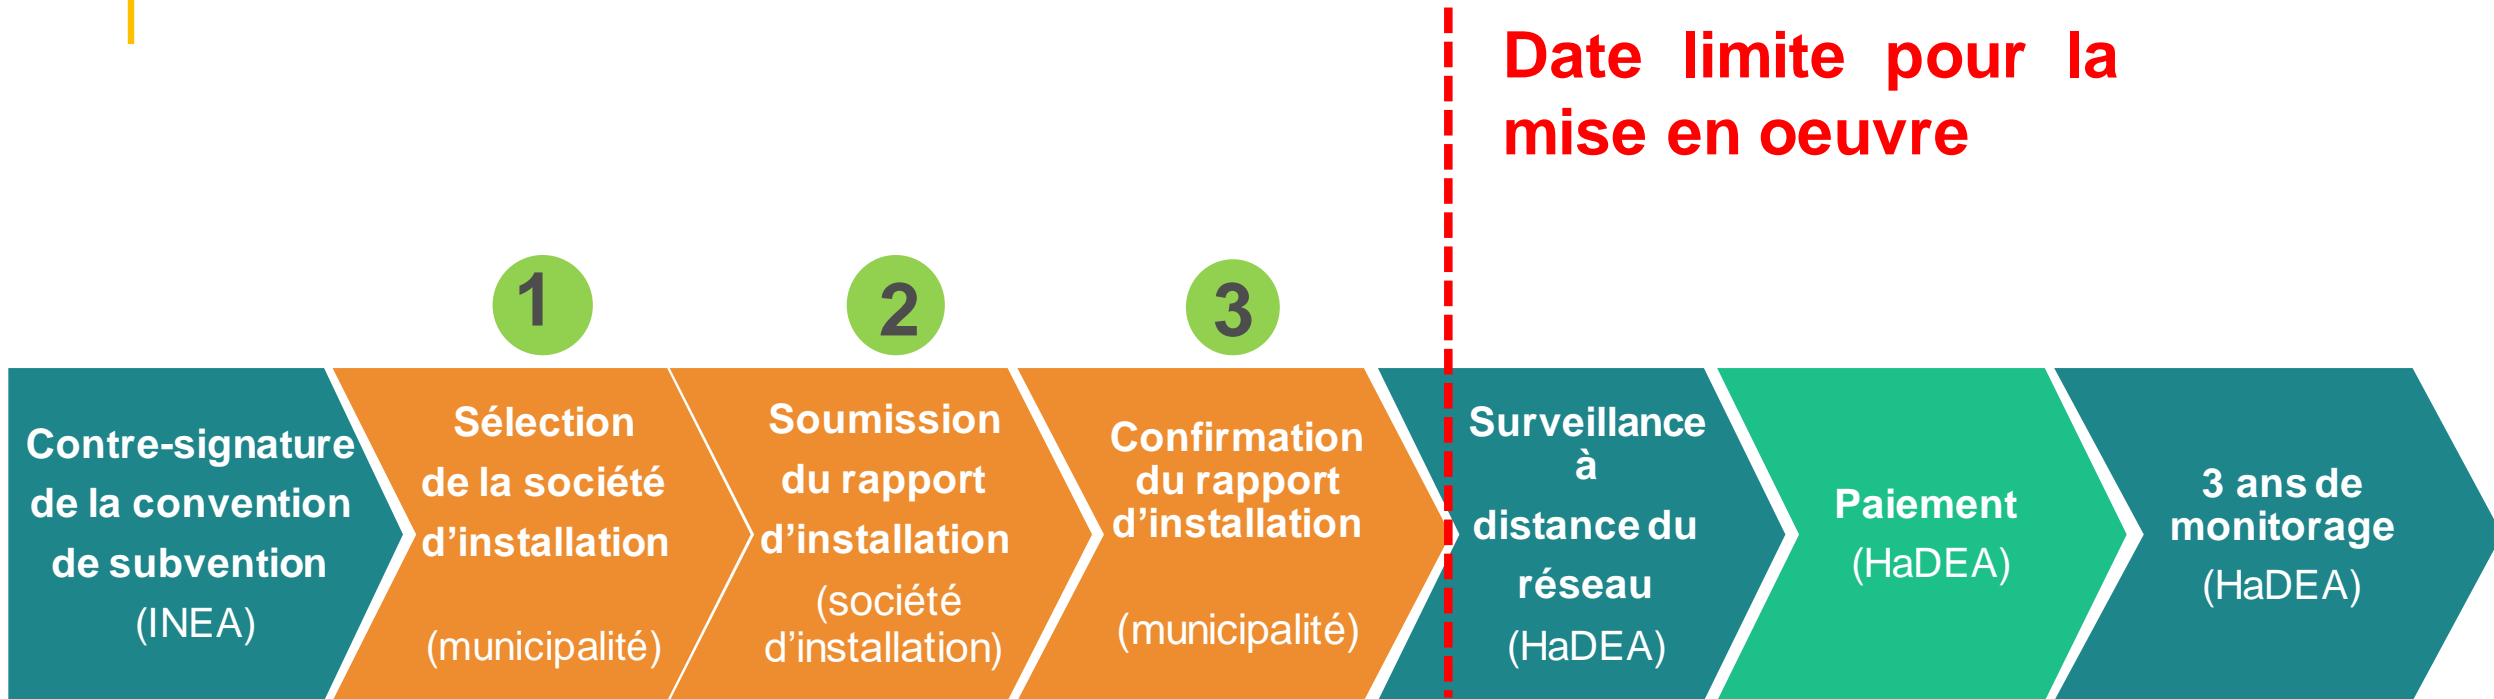 Date limite pour la
mise en oeuvre
1
2
3
Contre-signature
de la convention
de subvention
(INEA)
Sélection
de la société
d’installation
(municipalité)
Soumission
du rapport
d’installation
(société
d’installation)
Confirmation
du rapport
d’installation
(municipalité)
Surveillance
à
distance du
réseau
(HaDEA)
Paiement
(HaDEA)
3 ans de
monitorage
(HaDEA)